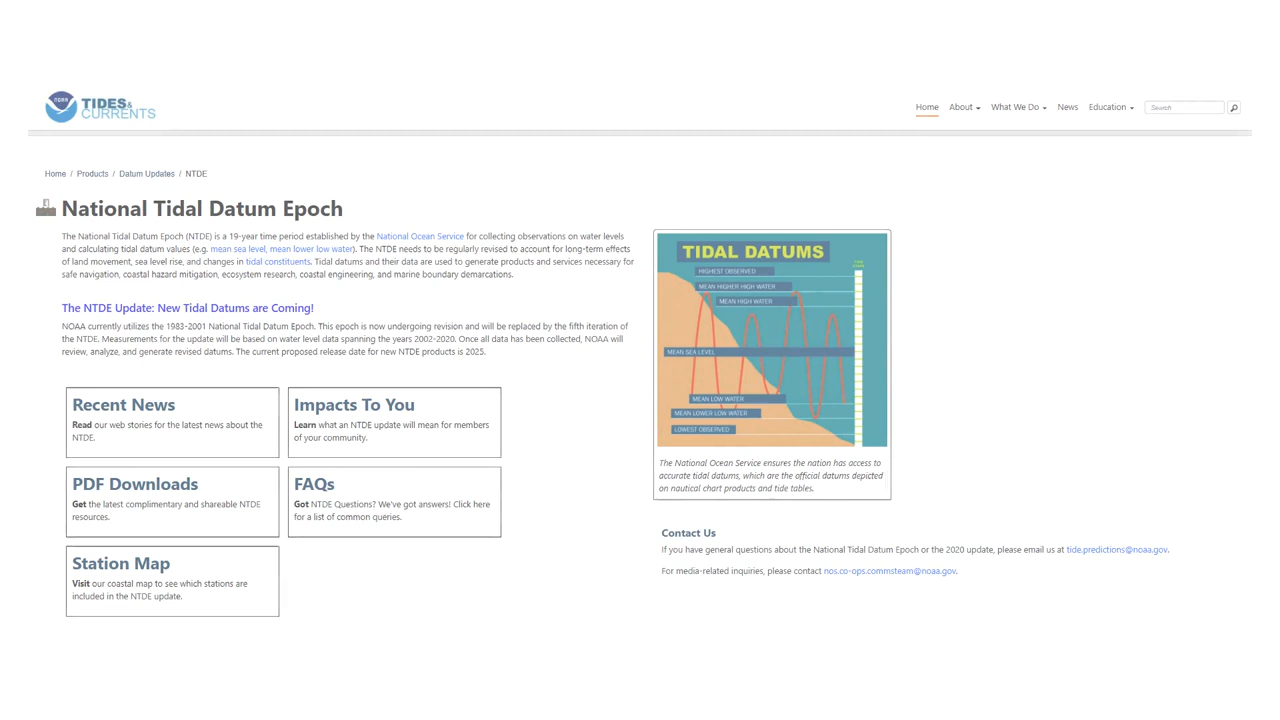 NOAA
TIDES&
CURRENTS
Home
About
What We Do
News
Education
Search
Home / Products / Datum Updates / NTDE
National Tidal Datum Epoch
The National Tidal Datum Epoch (NTDE) is a 19-year time period established by the National Ocean Service for collecting observations on water levels
and calculating tidal datum values (e.g. mean sea level, mean lower low water). The NTDE needs to be regularly revised to account for long-term effects
of land movement, sea level rise, and changes in tidal constituents. Tidal datums and their data are used to generate products and services necessary for
safe navigation, coastal hazard mitigation, ecosystem research, coastal engineering, and marine boundary demarcations.
The NTDE Update: New Tidal Datums are Coming!
NOAA currently utilizes the 1983-2001 National Tidal Datum Epoch. This epoch is now undergoing revision and will be replaced by the fifth iteration of
the NTDE. Measurements for the update will be based on water level data spanning the years 2002-2020. Once all data has been collected, NOAA will
review, analyze, and generate revised datums. The current proposed release date for new NTDE products is 2025.
Recent News
Read our web stories for the latest news about the
NTDE.
Impacts To You
Learn what an NTDE update will mean for members
of your community.
PDF Downloads
Get the latest complimentary and shareable NTDE
resources.
FAQs
Got NTDE Questions? We've got answers! Click here
for a list of common queries.
Station Map
Visit our coastal map to see which stations are
included in the NTDE update.
TIDAL DATUMS
HIGHEST OBSERVED
MEAN HIGHER HIGH WATER
MEAN HIGH WATER
MEAN SEA LEVEL
MEAN LOW WATER
MEAN LOWER LOW WATER
LOWEST OBSERVED
The National Ocean Service ensures the nation has access to
accurate tidal datums, which are the official datums depicted
on nautical chart products and tide tables.
Contact Us
If you have general questions about the National Tidal Datum Epoch or the 2020 update, please email us at tide.predictions@noaa.gov.
For media-related inquiries, please contact nos.co-ops.commsteam@noaa.gov.